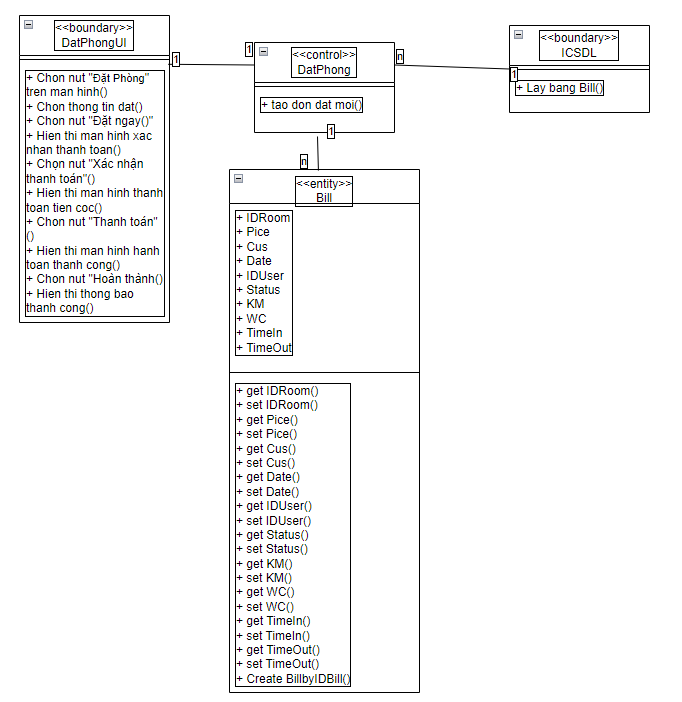 <<boundary>>
DatPhongUI
+ Chon nut "Đặt Phòng"
tren man hinh()
+ Chon thong tin dat()
+ Chon nut "Đặt ngay()"
+ Hien thi man hinh xac
nhan thanh toan()
+ Chọn nut "Xác nhận
thanh toán"()
+ Hien thi man hinh thanh
toan tien coc()
+ Chon nut "Thanh toán"
()
+ Hien thi man hinh hanh
toan thanh cong()
+ Chon nut "Hoàn thành()
+ Hien thi thong bao
thanh cong()
1
1
<<control>>
DatPhong
+ tao don dat moi()
n
1
<<boundary>>
ICSDL
+ Lay bang Bill()
1
n
<<entity>>
Bill
+ IDRoom
+ Pice
+ Cus
+ Date
+ IDUser
+ Status
+ KM
+ WC
+ TimeIn
+ TimeOut
+ get IDRoom()
+ set IDRoom()
+ get Pice()
+ set Pice()
+ get Cus()
+ set Cus()
+ get Date()
+ set Date()
+ get IDUser()
+ set IDUser()
+ get Status()
+ set Status()
+ get KM()
+ set KM()
+ get WC()
+ set WC()
+ get TimeIn()
+ set TimeIn()
+ get TimeOut()
+ set TimeOut()
+ Create BillbyIDBill()